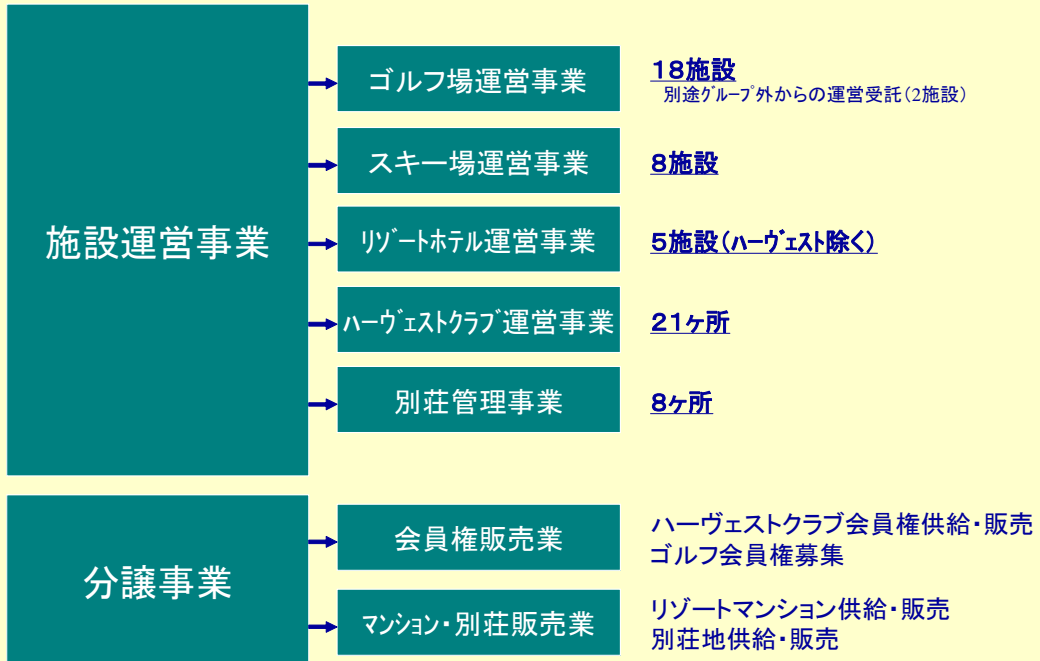 施設運営事業
ゴルフ場運営事業
18施設
別途グループ外からの運営受託(2施設)
スキー場運営事業
8施設
リゾートホテル運営事業
5施設(ハーヴェスト除く)
ハーヴェストクラブ運営事業
21ヶ所
別荘管理事業
8ヶ所
分譲事業
会員権販売業
ハーヴェストクラブ会員権供給・販売
ゴルフ会員権募集
マンション・別荘販売業
リゾートマンション供給・販売
別荘地供給・販売